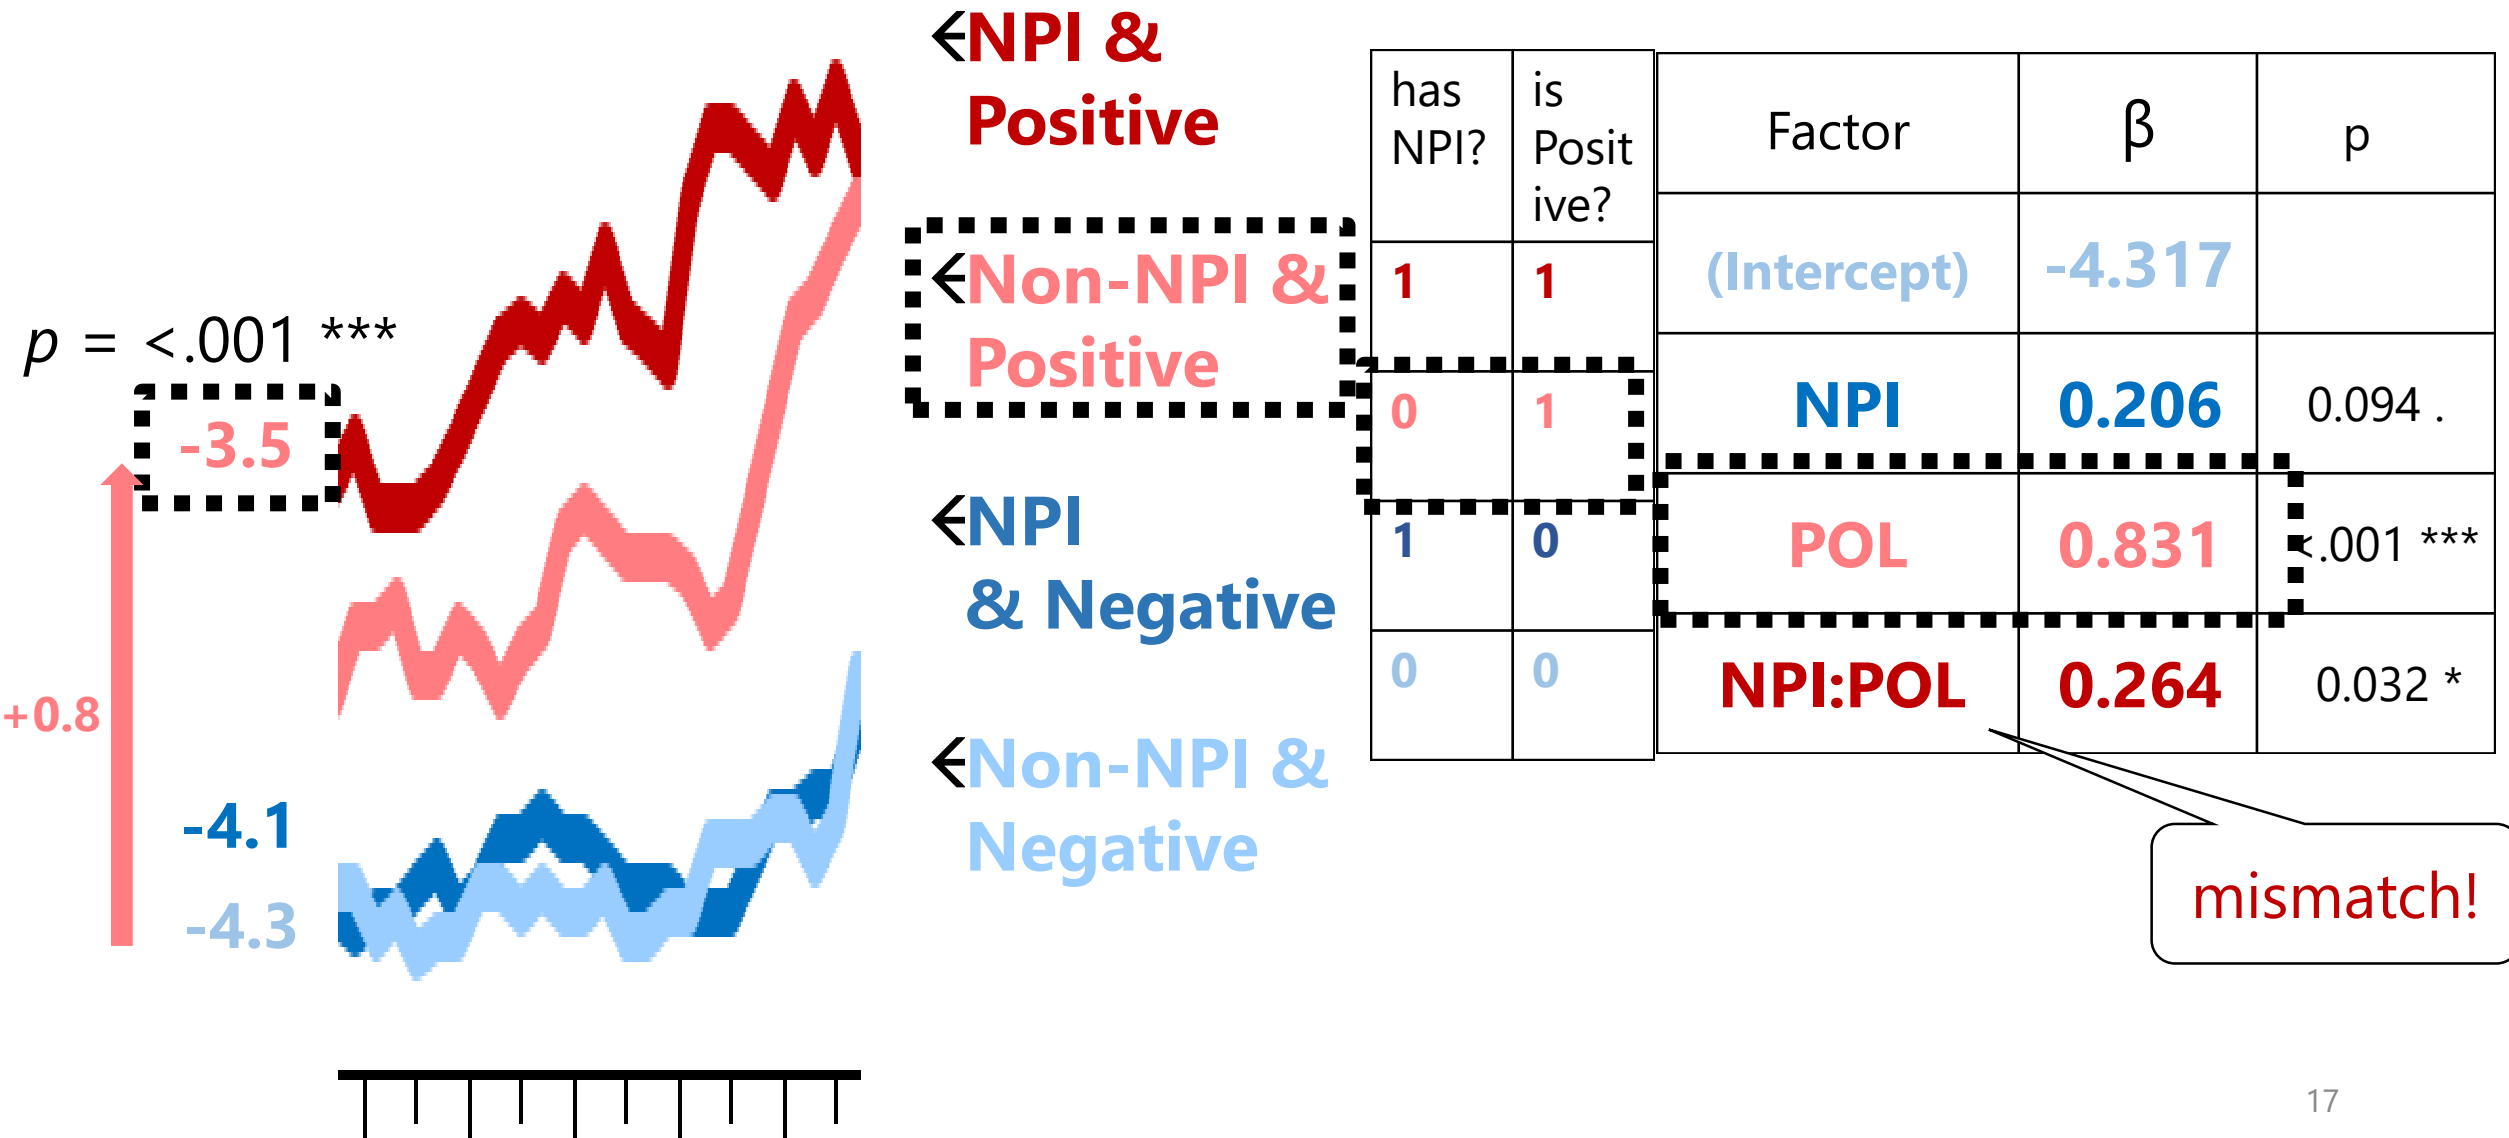 p = <.001 ***
-3.5
+0.8
-4.1
-4.3
←NPI &
Positive
←Non-NPI &
Positive
←NPI
& Negative
←Non-NPI &
Negative
has
NPI?
is
Posit
ive?
1 1
0 1
1 0
0 0
Factor β p
(Intercept) -4.317
NPI 0.206 0.094 .
POL 0.831 <.001 ***
NPI:POL 0.264 0.032 *
mismatch!
17